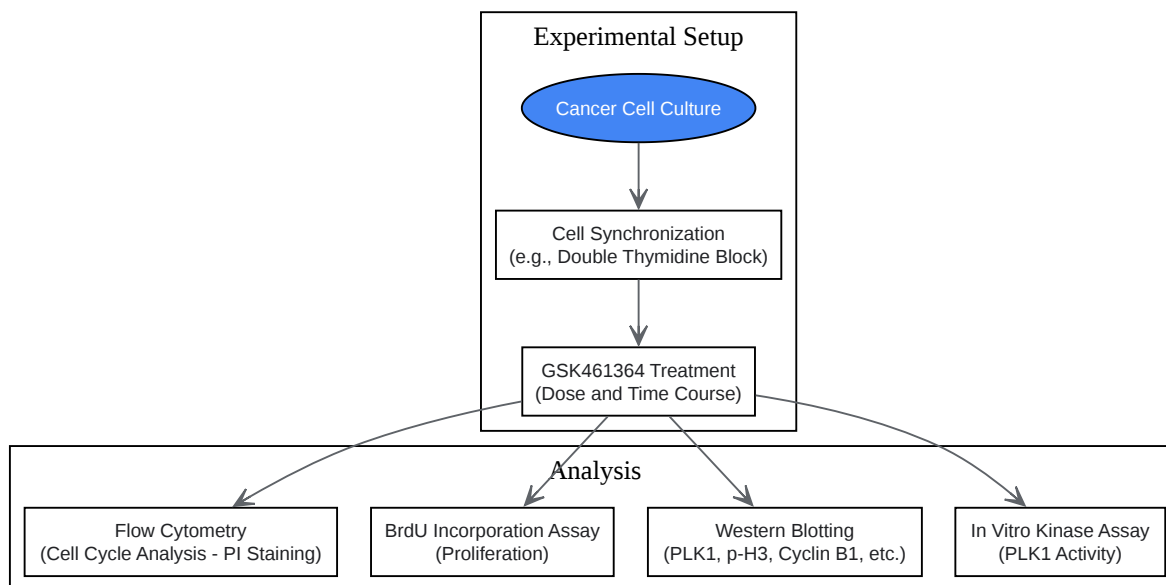 Experimental Setup
Cancer Cell Culture
Cell Synchronization
(e.g., Double Thymidine Block)
GSK461364 Treatment
(Dose and Time Course)
Analysis
Flow Cytometry
(Cell Cycle Analysis - PI Staining)
BrdU Incorporation Assay
(Proliferation)
Western Blotting
(PLK1, p-H3, Cyclin B1, etc.)
In Vitro Kinase Assay
(PLK1 Activity)